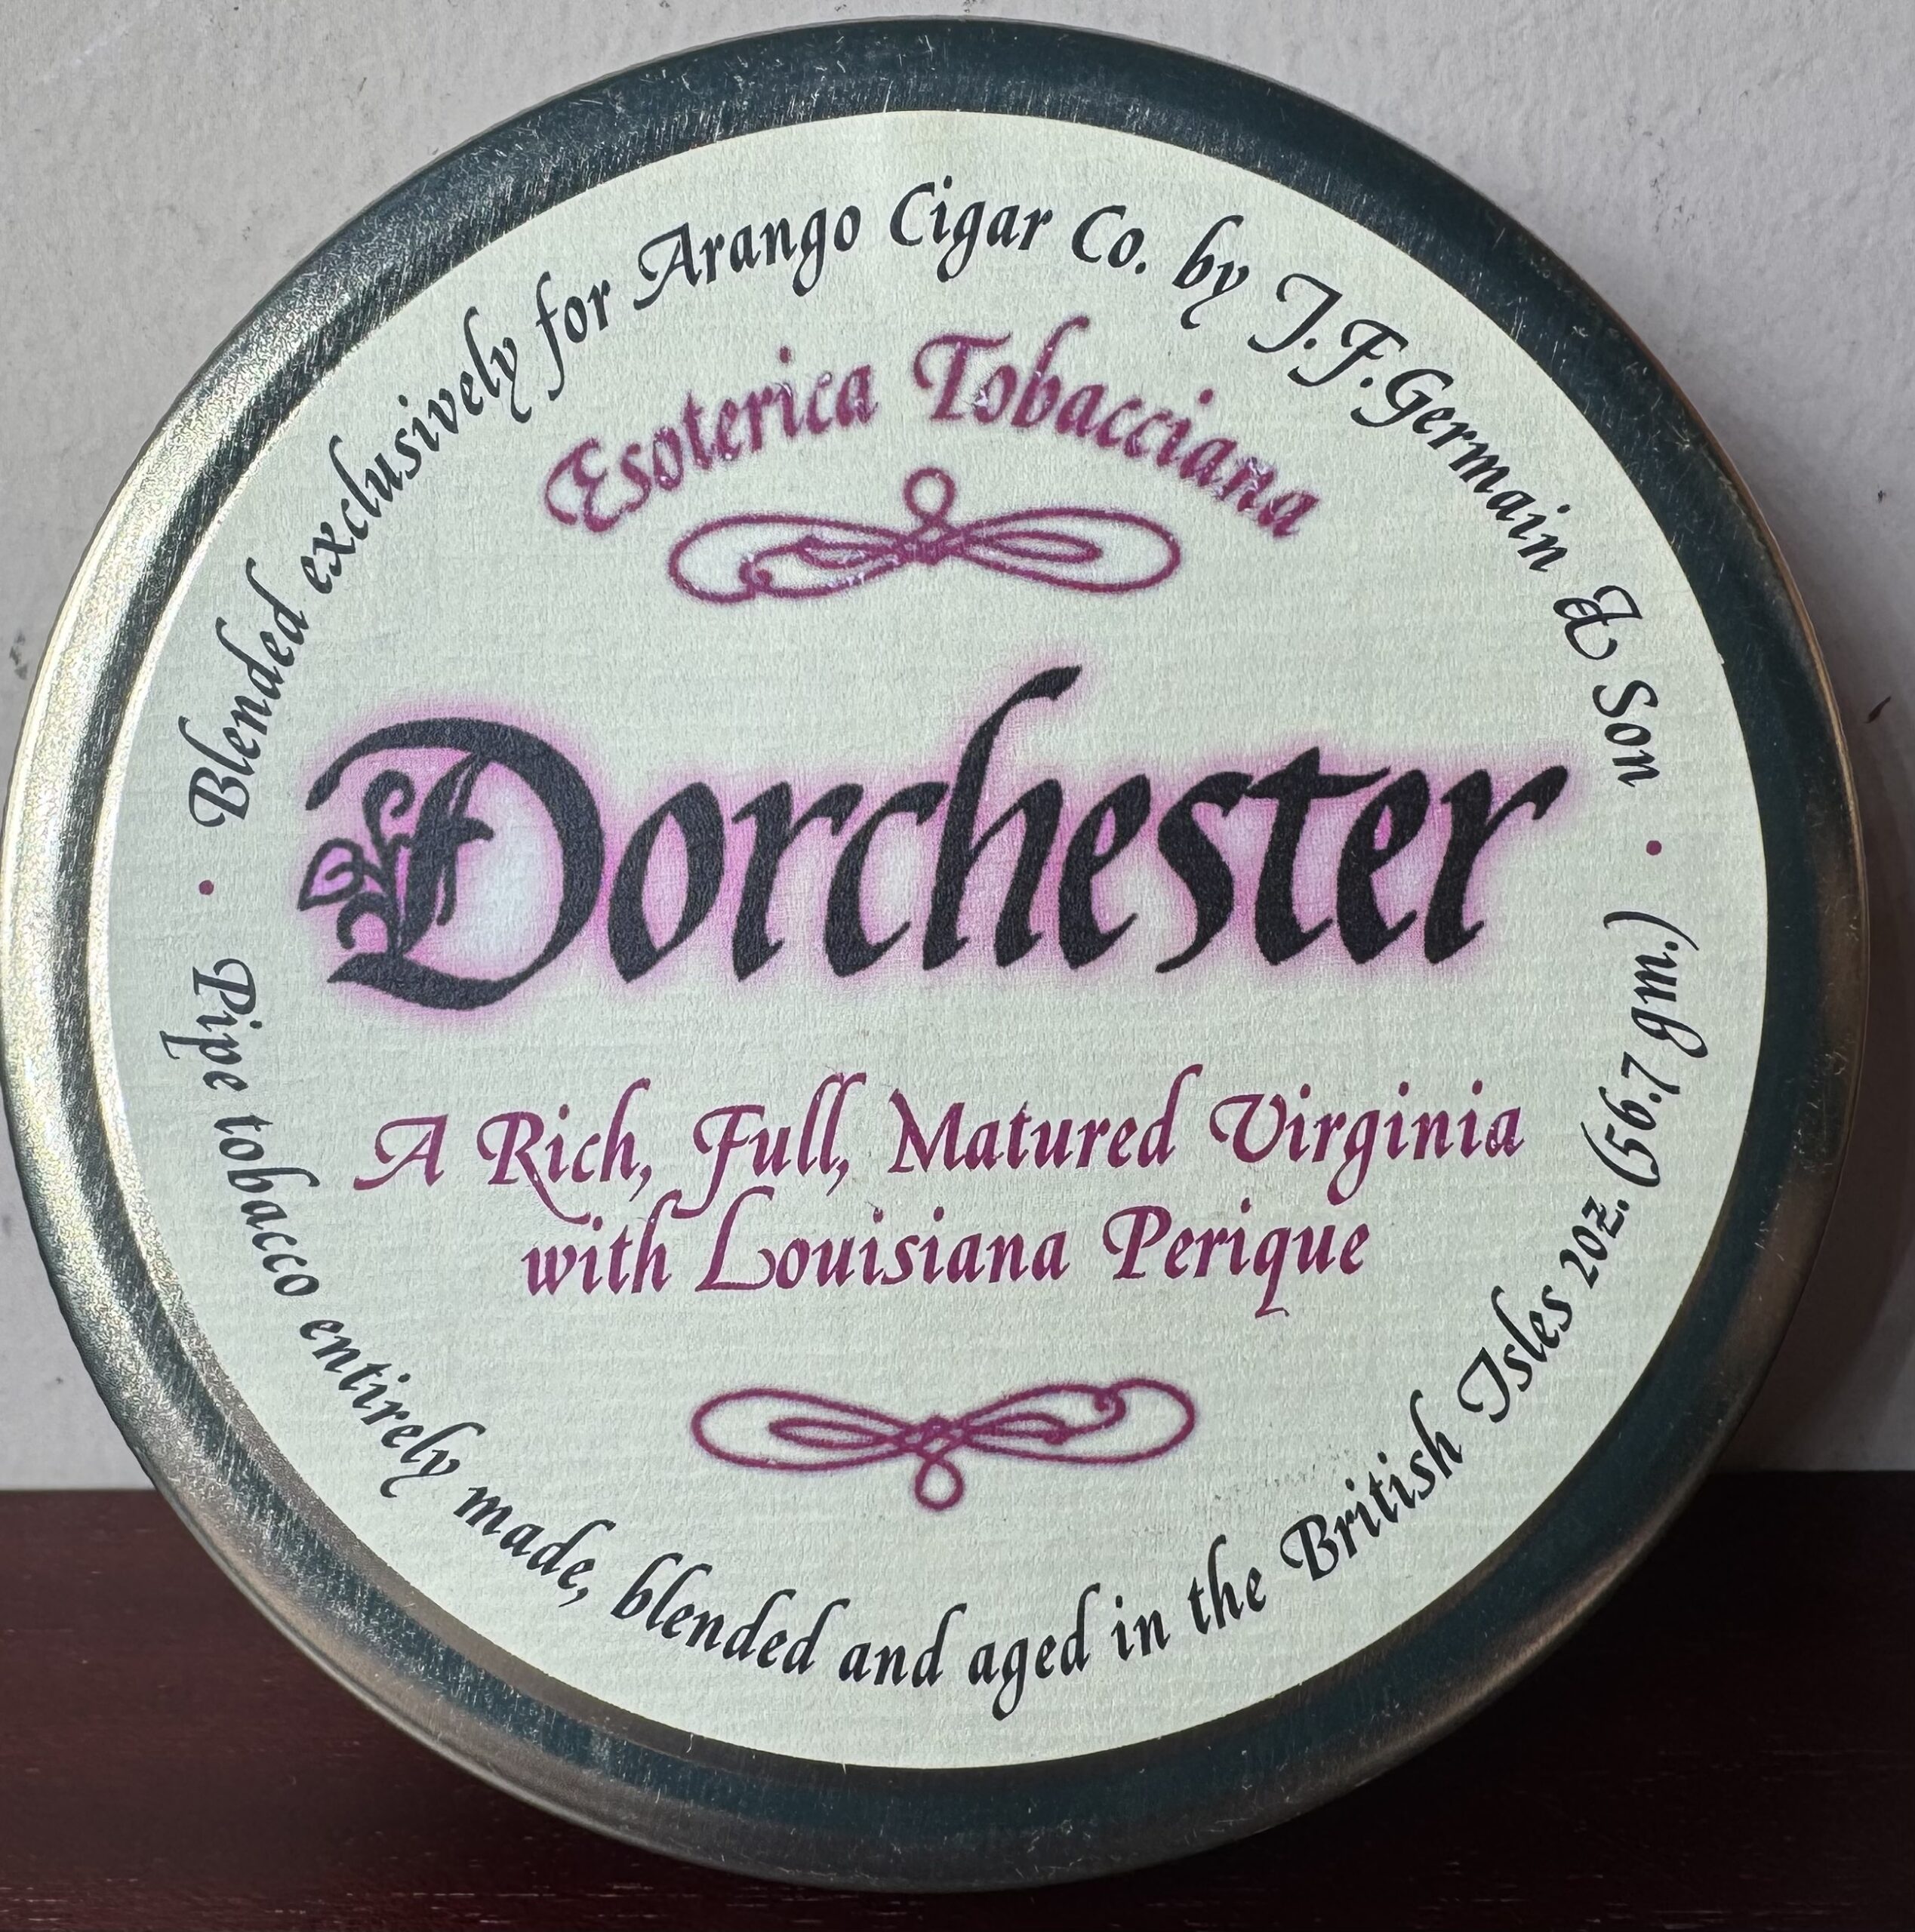 Blended exclusively for Arango Cigar Co. by J.F. Germain & Son
Esoterica Tobacciana
Dorchester
A Rich, Full, Matured Virginia
with Louisiana Perique
Pipe tobacco entirely made, blended and aged in the British Isles 2oz. (56.7 gm.)